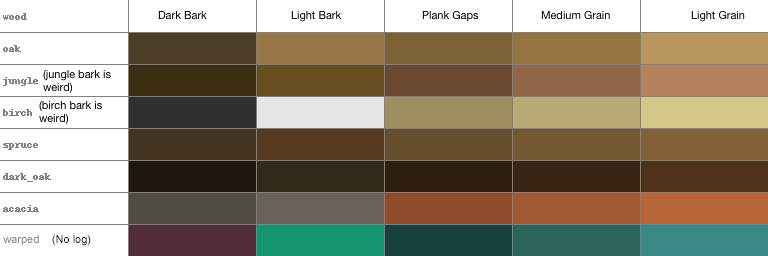 wood Dark Bark Light Bark Plank Gaps Medium Grain Light Grain
oak
jungle (jungle bark is
weird)
birch (birch bark is
weird)
spruce
dark_oak
acacia
warped (No log)